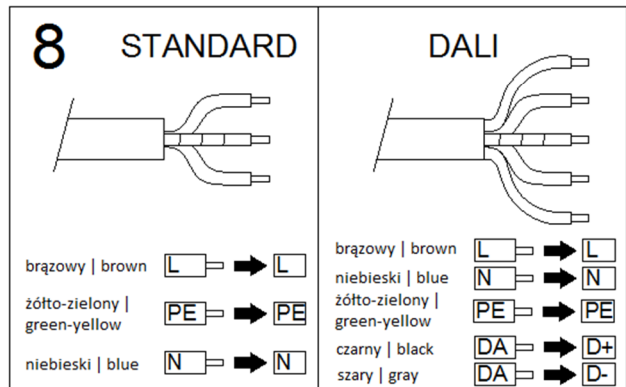 8 STANDARD
brązowy | brown L L
żółto-zielony |
green-yellow PE PE
niebieski | blue N N
DALI
brązowy | brown L L
niebieski | blue N N
żółto-zielony |
green-yellow PE PE
czarny | black DA D+
szary | gray DA D-